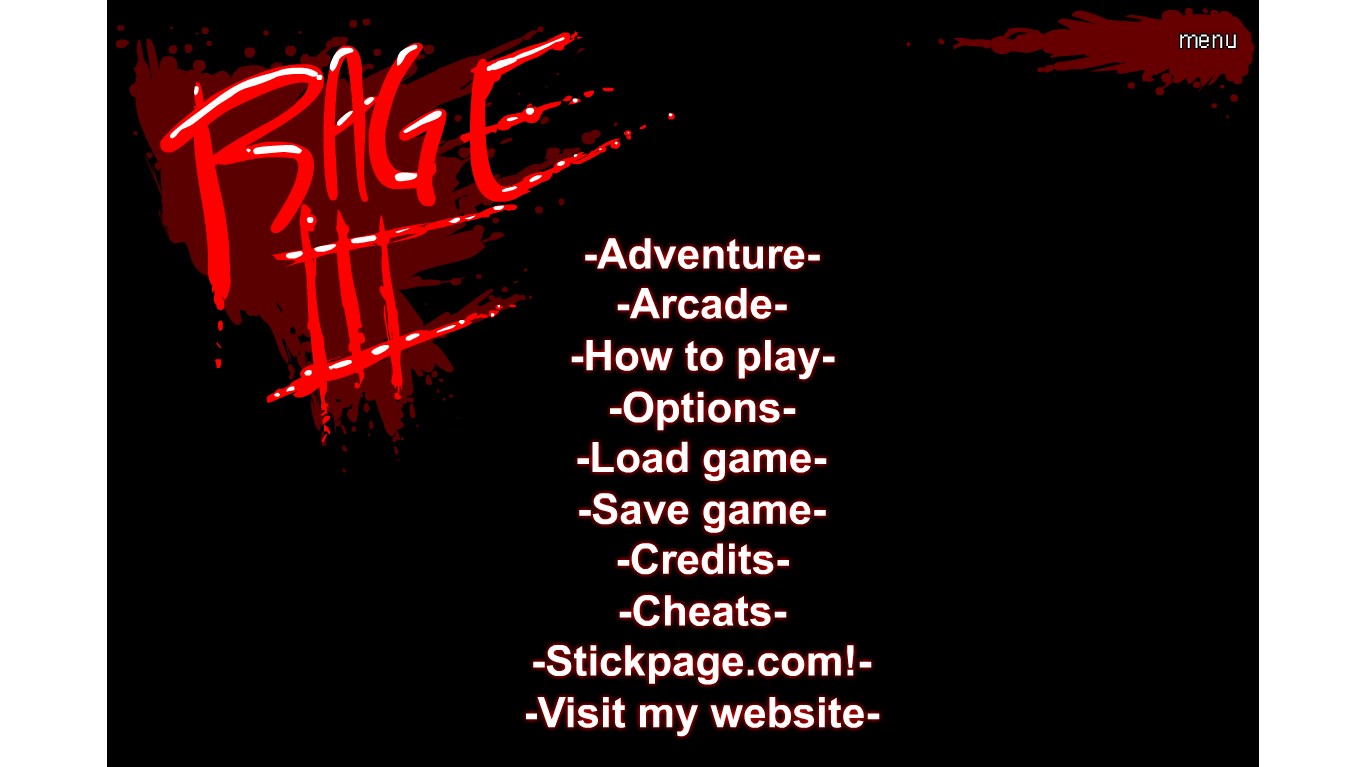 RAGE
III
menu
-Adventure-
-Arcade-
-How to play-
-Options-
-Load game-
-Save game-
-Credits-
-Cheats-
-Stickpage.com!-
-Visit my website-